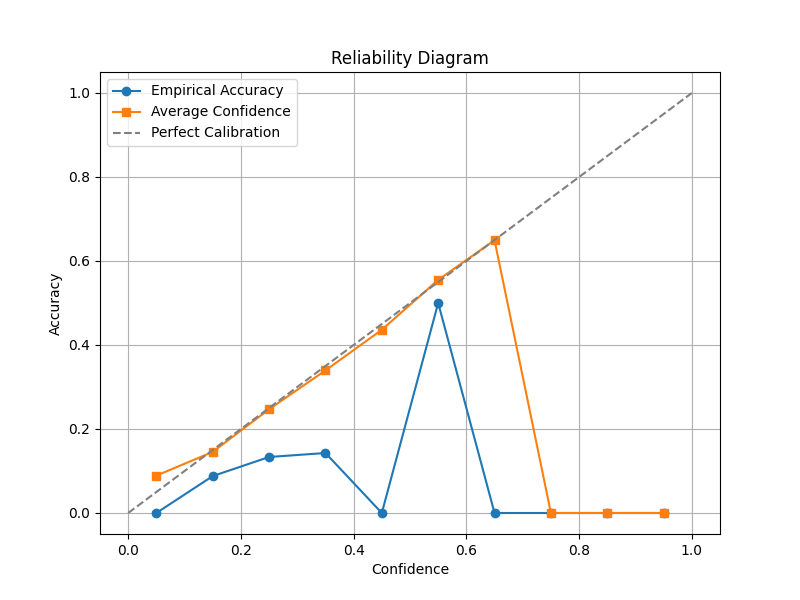 Reliability Diagram
Empirical Accuracy
Average Confidence
Perfect Calibration
1.0
0.8
0.6
0.4
0.2
0.0
Accuracy
0.0 0.2 0.4 0.6 0.8 1.0
Confidence